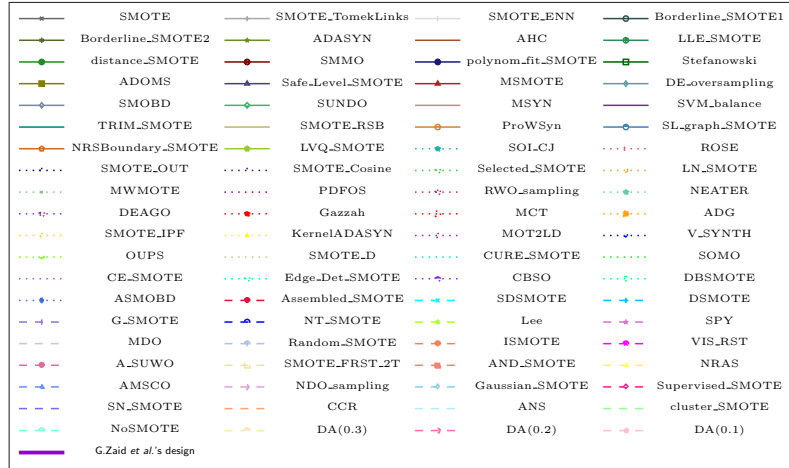 SMOTE SMOTE_TomekLinks SMOTE_ENN Borderline_SMOTE1
Borderline_SMOTE2 ADASYN AHC LLE_SMOTE
distance_SMOTE SMMO polynom_fit_SMOTE Stefanowski
ADOMS Safe_Level_SMOTE MSMOTE DE_oversampling
SMOBD SUNDO MSYN SVM_balance
TRIM_SMOTE SMOTE_RSB ProWSyn SL_graph_SMOTE
NRSBoundary_SMOTE LVQ_SMOTE SOI_CJ ROSE
SMOTE_OUT SMOTE_Cosine Selected_SMOTE LN_SMOTE
MWMOTE PDFOS RWO_sampling NEATER
DEAGO Gazzah MCT ADG
SMOTE_IPF KernelADASYN MOT2LD V_SYNTH
OUPS SMOTE_D CURE_SMOTE SOMO
CE_SMOTE Edge_Det_SMOTE CBSO DBSMOTE
ASMOBD Assembled_SMOTE SDSMOTE DSMOTE
G_SMOTE NT_SMOTE Lee SPY
MDO Random_SMOTE ISMOTE VIS_RST
A_SUWO SMOTE_FRST_2T AND_SMOTE NRAS
AMSCO NDO_sampling Gaussian_SMOTE Supervised_SMOTE
SN_SMOTE CCR ANS cluster_SMOTE
NoSMOTE DA(0.3) DA(0.2) DA(0.1)
G.Zaid et al.'s design